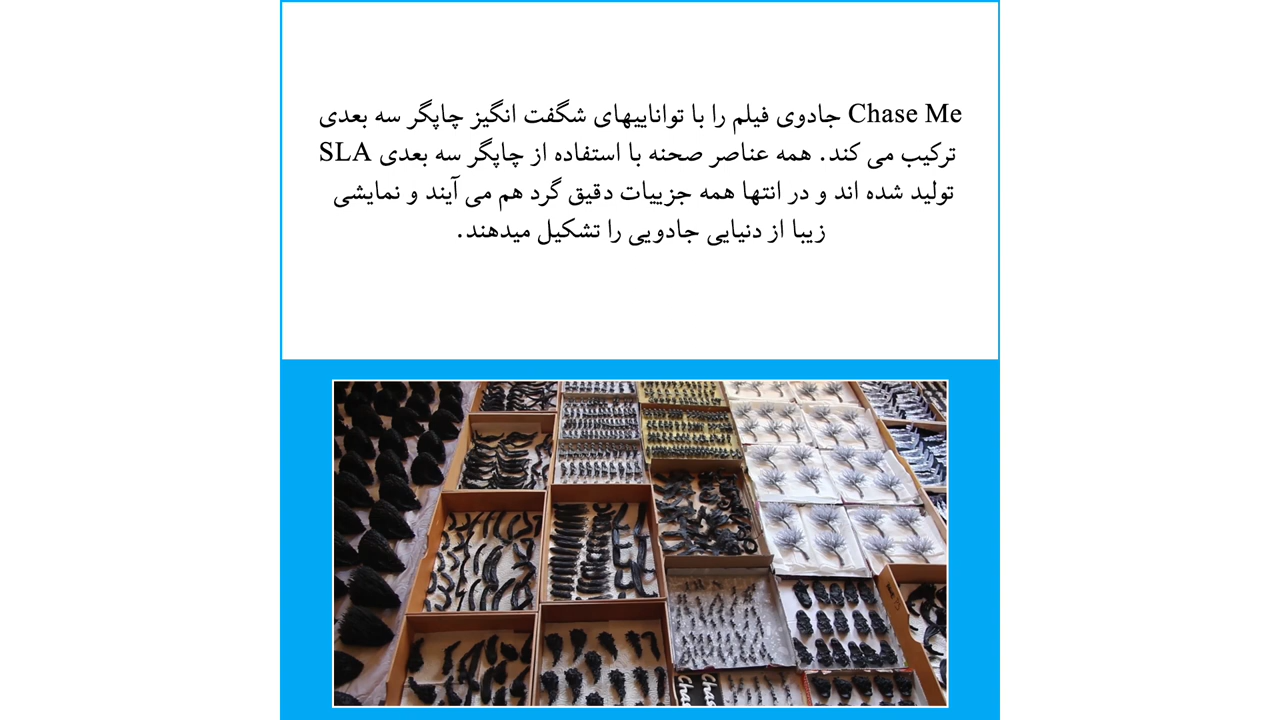 Chase Me جادوی فیلم را با تواناییهای شگفت انگیز چاپگر سه بعدی
ترکیب می کند. همه عناصر صحنه با استفاده از چاپگر سه بعدی SLA
تولید شده اند و در انتها همه جزییات دقیق گرد هم می آیند و نمایشی
زیبا از دنیایی جادویی را تشکیل میدهند.
Chas
Chas